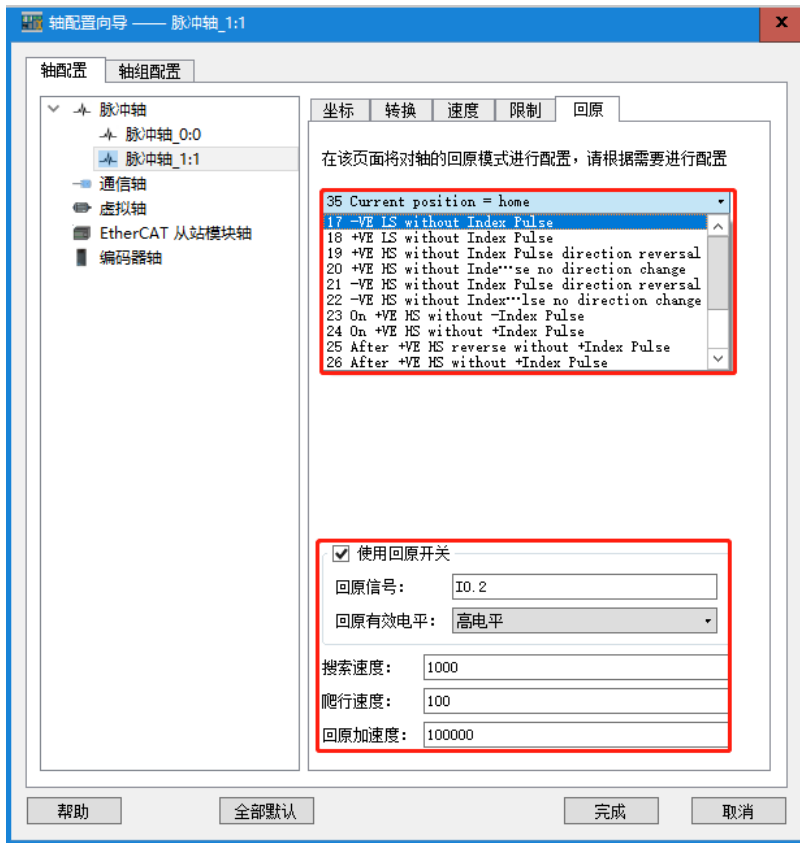 轴配置向导 —— 脉冲轴_1:1
轴配置 轴组配置
脉冲轴
脉冲轴_0:0
脉冲轴_1:1
通信轴
虚拟轴
EtherCAT 从站模块轴
编码器轴
坐标 转换 速度 限制 回原
在该页面将对轴的回原模式进行配置，请根据需要进行配置
35 Current position = home
17 -VE LS without Index Pulse
18 +VE LS without Index Pulse
19 +VE HS without Index Pulse direction reversal
20 +VE HS without Inde···se no direction change
21 -VE HS without Index Pulse direction reversal
22 -VE HS without Index···lse no direction change
23 On +VE HS without -Index Pulse
24 On +VE HS without +Index Pulse
25 After +VE HS reverse without +Index Pulse
26 After +VE HS without +Index Pulse
使用回原开关
回原信号： I0.2
回原有效电平： 高电平
搜索速度： 1000
爬行速度： 100
回原加速度： 100000
帮助 全部默认 完成 取消